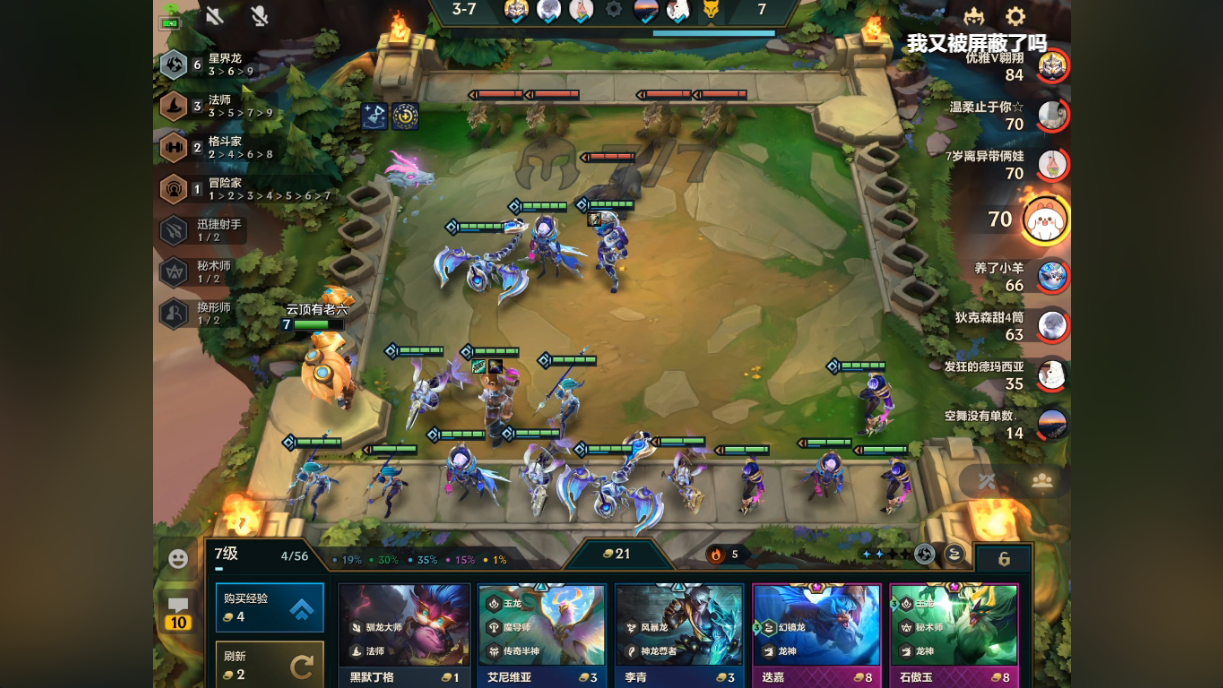 3-7
7
我又被屏蔽了吗
6 星界龙
3 > 6 > 9
3 法师
3 > 5 > 7 > 9
2 格斗家
2 > 4 > 6 > 8
1 冒险家
1 > 2 > 3 > 4 > 5 > 6 > 7
迅捷射手
1 / 2
秘术师
1 / 2
换形师
1 / 2
云顶有老六
7
7/7
优雅V翱翔
84
温柔止于你☆
70
7岁离异带俩娃
70
70
养了小羊
66
狄克森甜4筒
63
发狂的德玛西亚
35
空舞没有单数.
14
7级
4/56
19% 30% 35% 15% 1%
21
5
6
购买经验
4
10
刷新
2
驯龙大师
法师
黑默丁格 1
玉龙
魔导师
传奇半神
艾尼维亚 3
风暴龙
神龙尊者
李青 3
3 幻镜龙
龙神
迭嘉 8
3 玉龙
秘术师
龙神
石傲玉 8